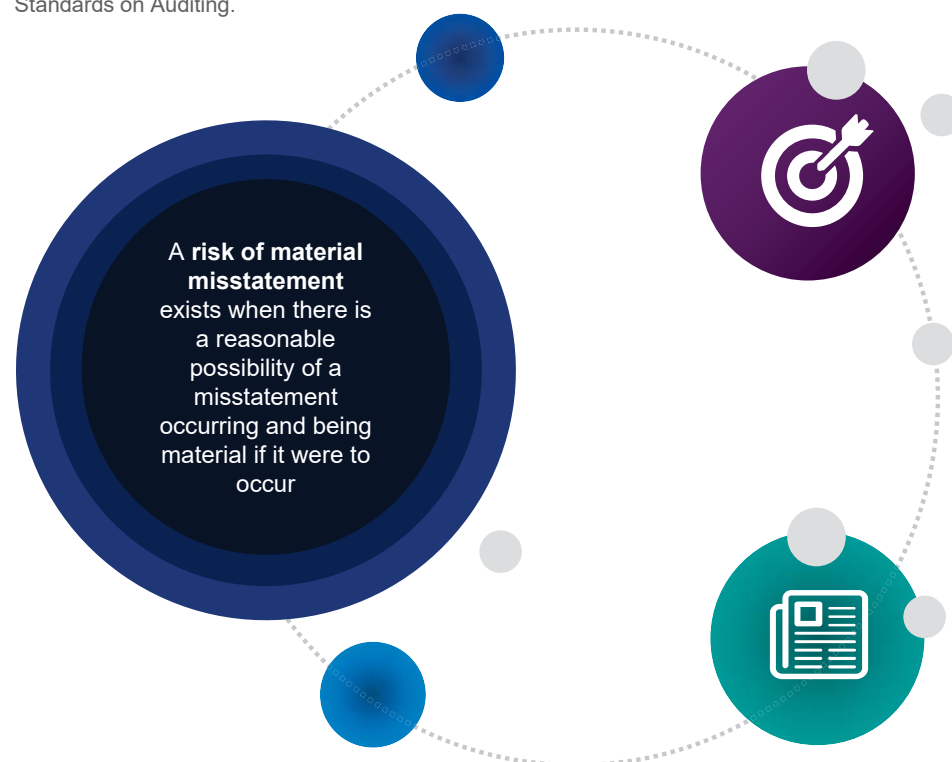 Standards on Auditing.
A risk of material
misstatement
exists when there is
a reasonable
possibility of a
misstatement
occurring and being
material if it were to
occur